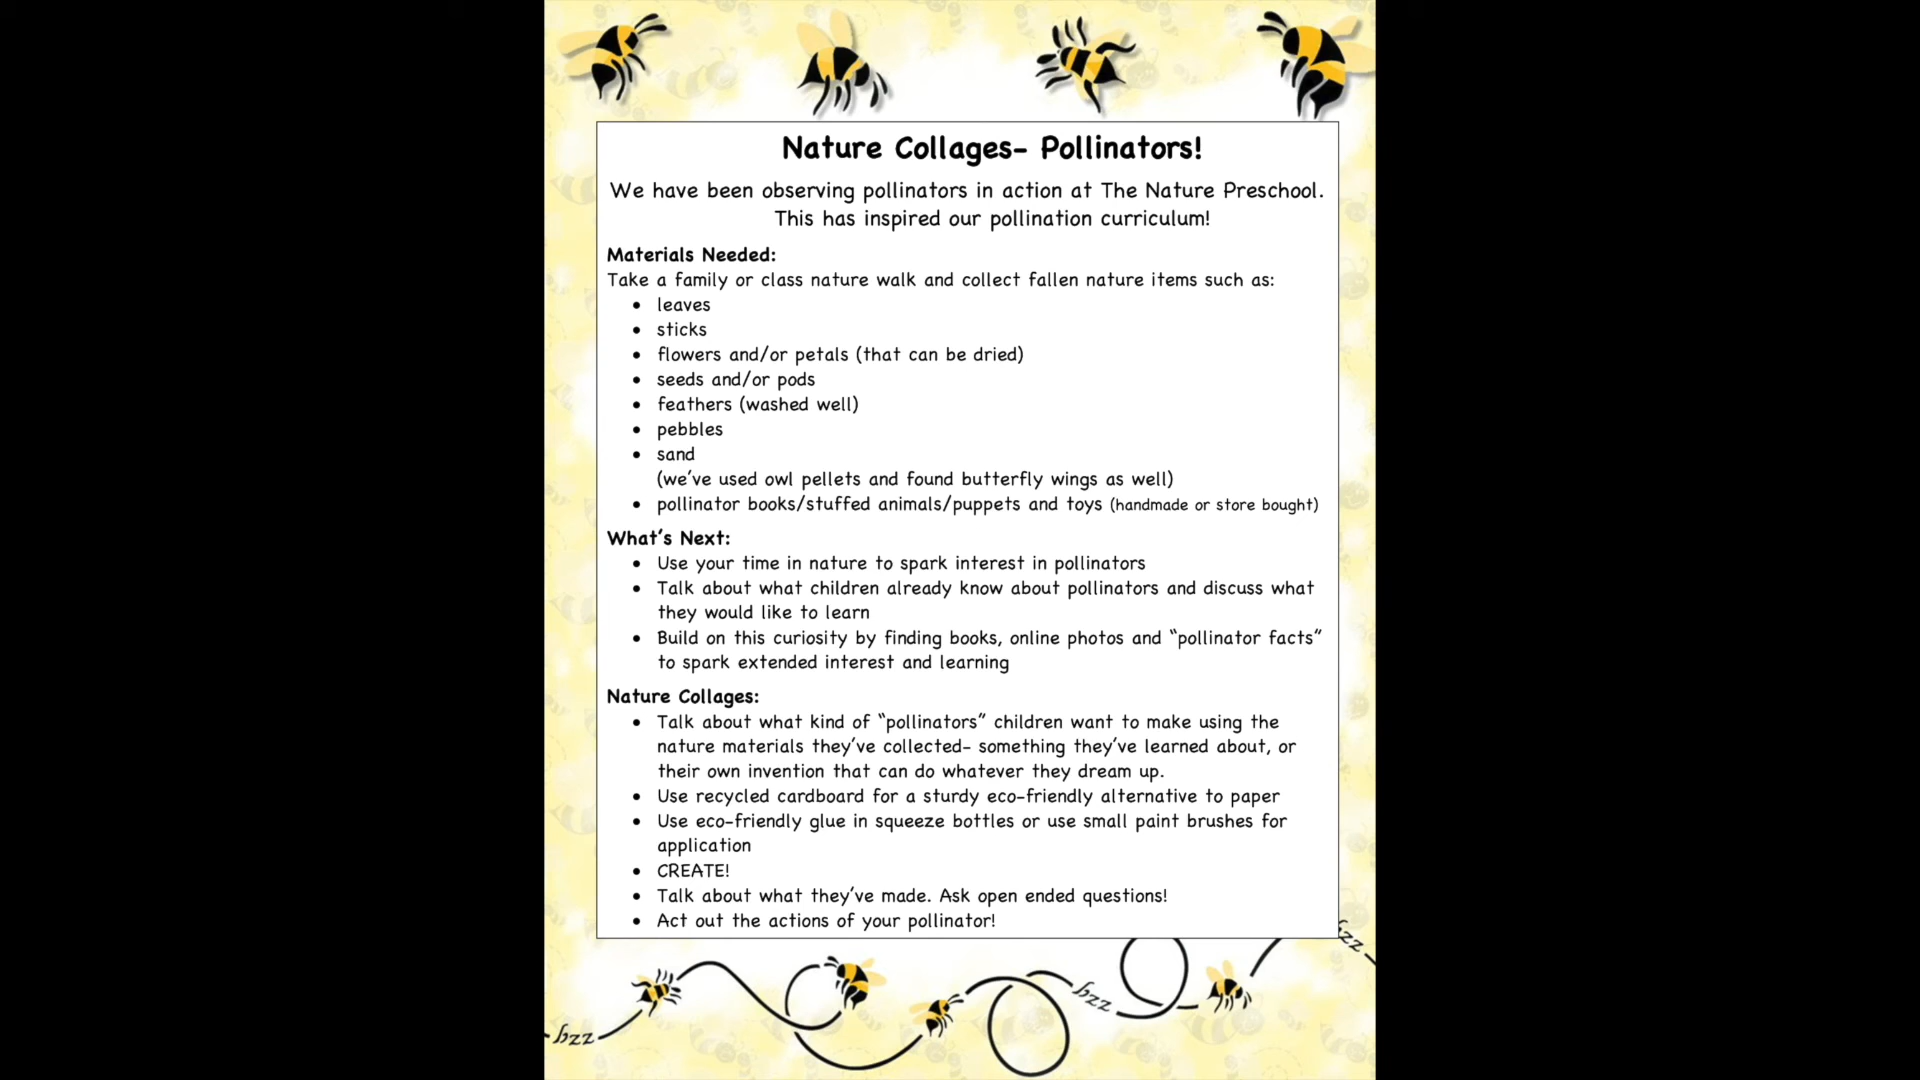 Nature Collages- Pollinators!
We have been observing pollinators in action at The Nature Preschool.
This has inspired our pollination curriculum!
Materials Needed:
Take a family or class nature walk and collect fallen nature items such as:
• leaves
• sticks
• flowers and/or petals (that can be dried)
• seeds and/or pods
• feathers (washed well)
• pebbles
• sand
(we've used owl pellets and found butterfly wings as well)
• pollinator books/stuffed animals/puppets and toys (handmade or store bought)
What's Next:
• Use your time in nature to spark interest in pollinators
• Talk about what children already know about pollinators and discuss what
they would like to learn
• Build on this curiosity by finding books, online photos and "pollinator facts"
to spark extended interest and learning
Nature Collages:
• Talk about what kind of "pollinators" children want to make using the
nature materials they've collected- something they've learned about, or
their own invention that can do whatever they dream up.
• Use recycled cardboard for a sturdy eco-friendly alternative to paper
• Use eco-friendly glue in squeeze bottles or use small paint brushes for
application
• CREATE!
• Talk about what they've made. Ask open ended questions!
• Act out the actions of your pollinator!
bzz
bzz
bzz